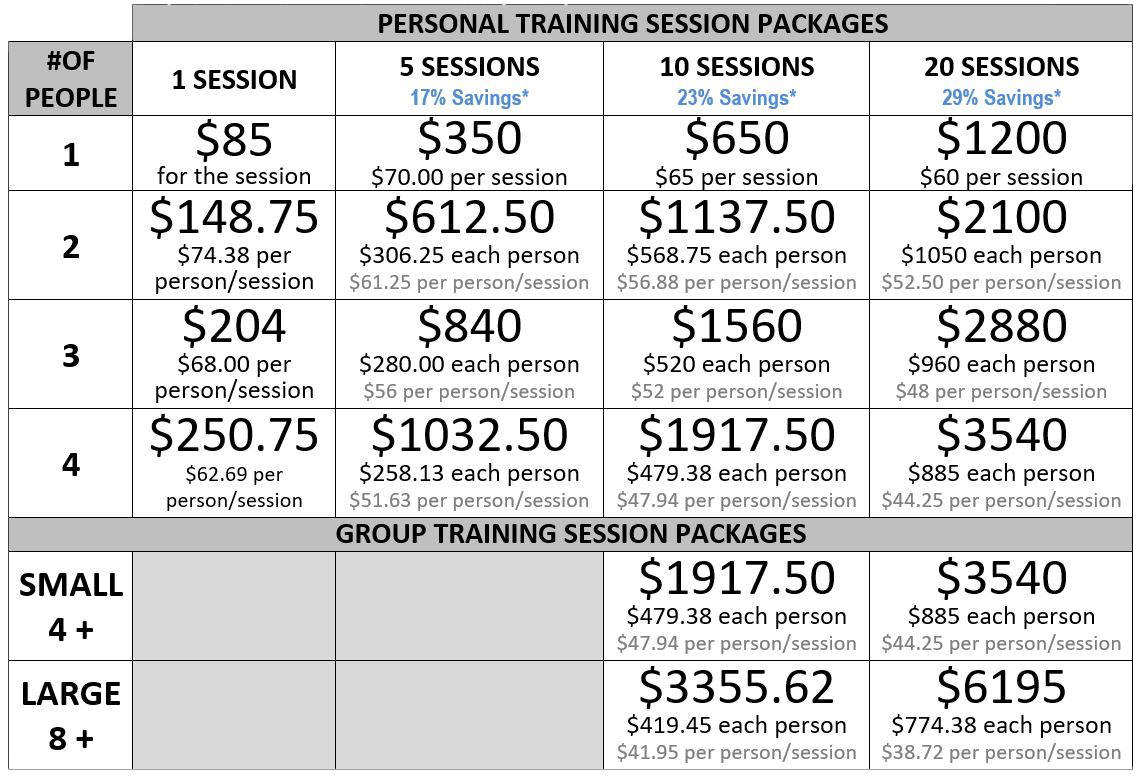 PERSONAL TRAINING SESSION PACKAGES
#OF
PEOPLE
1 SESSION
5 SESSIONS
17% Savings*
10 SESSIONS
23% Savings*
20 SESSIONS
29% Savings*
1
$85
for the session
$350
$70.00 per session
$650
$65 per session
$1200
$60 per session
2
$148.75
$74.38 per
person/session
$612.50
$306.25 each person
$61.25 per person/session
$1137.50
$568.75 each person
$56.88 per person/session
$2100
$1050 each person
$52.50 per person/session
3
$204
$68.00 per
person/session
$840
$280.00 each person
$56 per person/session
$1560
$520 each person
$52 per person/session
$2880
$960 each person
$48 per person/session
4
$250.75
$62.69 per
person/session
$1032.50
$258.13 each person
$51.63 per person/session
$1917.50
$479.38 each person
$47.94 per person/session
$3540
$885 each person
$44.25 per person/session
GROUP TRAINING SESSION PACKAGES
SMALL
4 +
$1917.50
$479.38 each person
$47.94 per person/session
$3540
$885 each person
$44.25 per person/session
LARGE
8 +
$3355.62
$419.45 each person
$41.95 per person/session
$6195
$774.38 each person
$38.72 per person/session